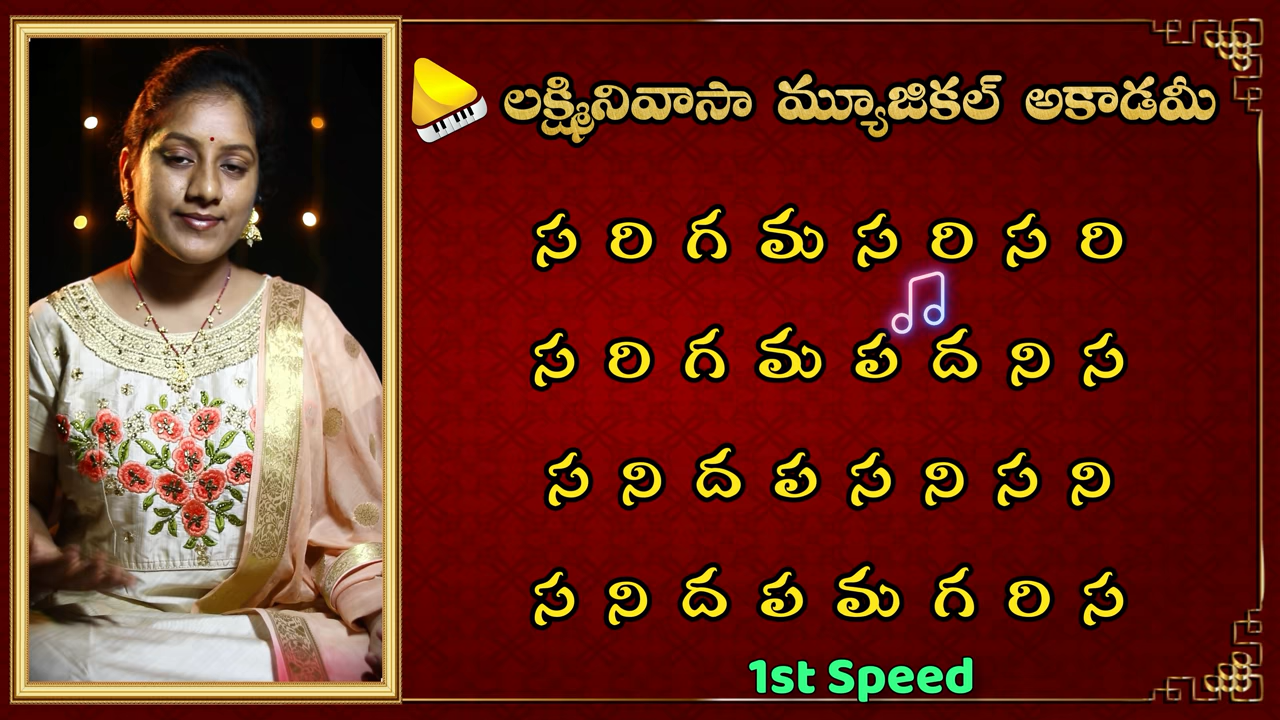 లక్ష్మినివాసా మ్యూజికల్ అకాడమీ
స రి గ మ స రి స రి
స రి గ మ ప ద ని స
స ని ద ప స ని స ని
స ని ద ప మ గ రి స
1st Speed